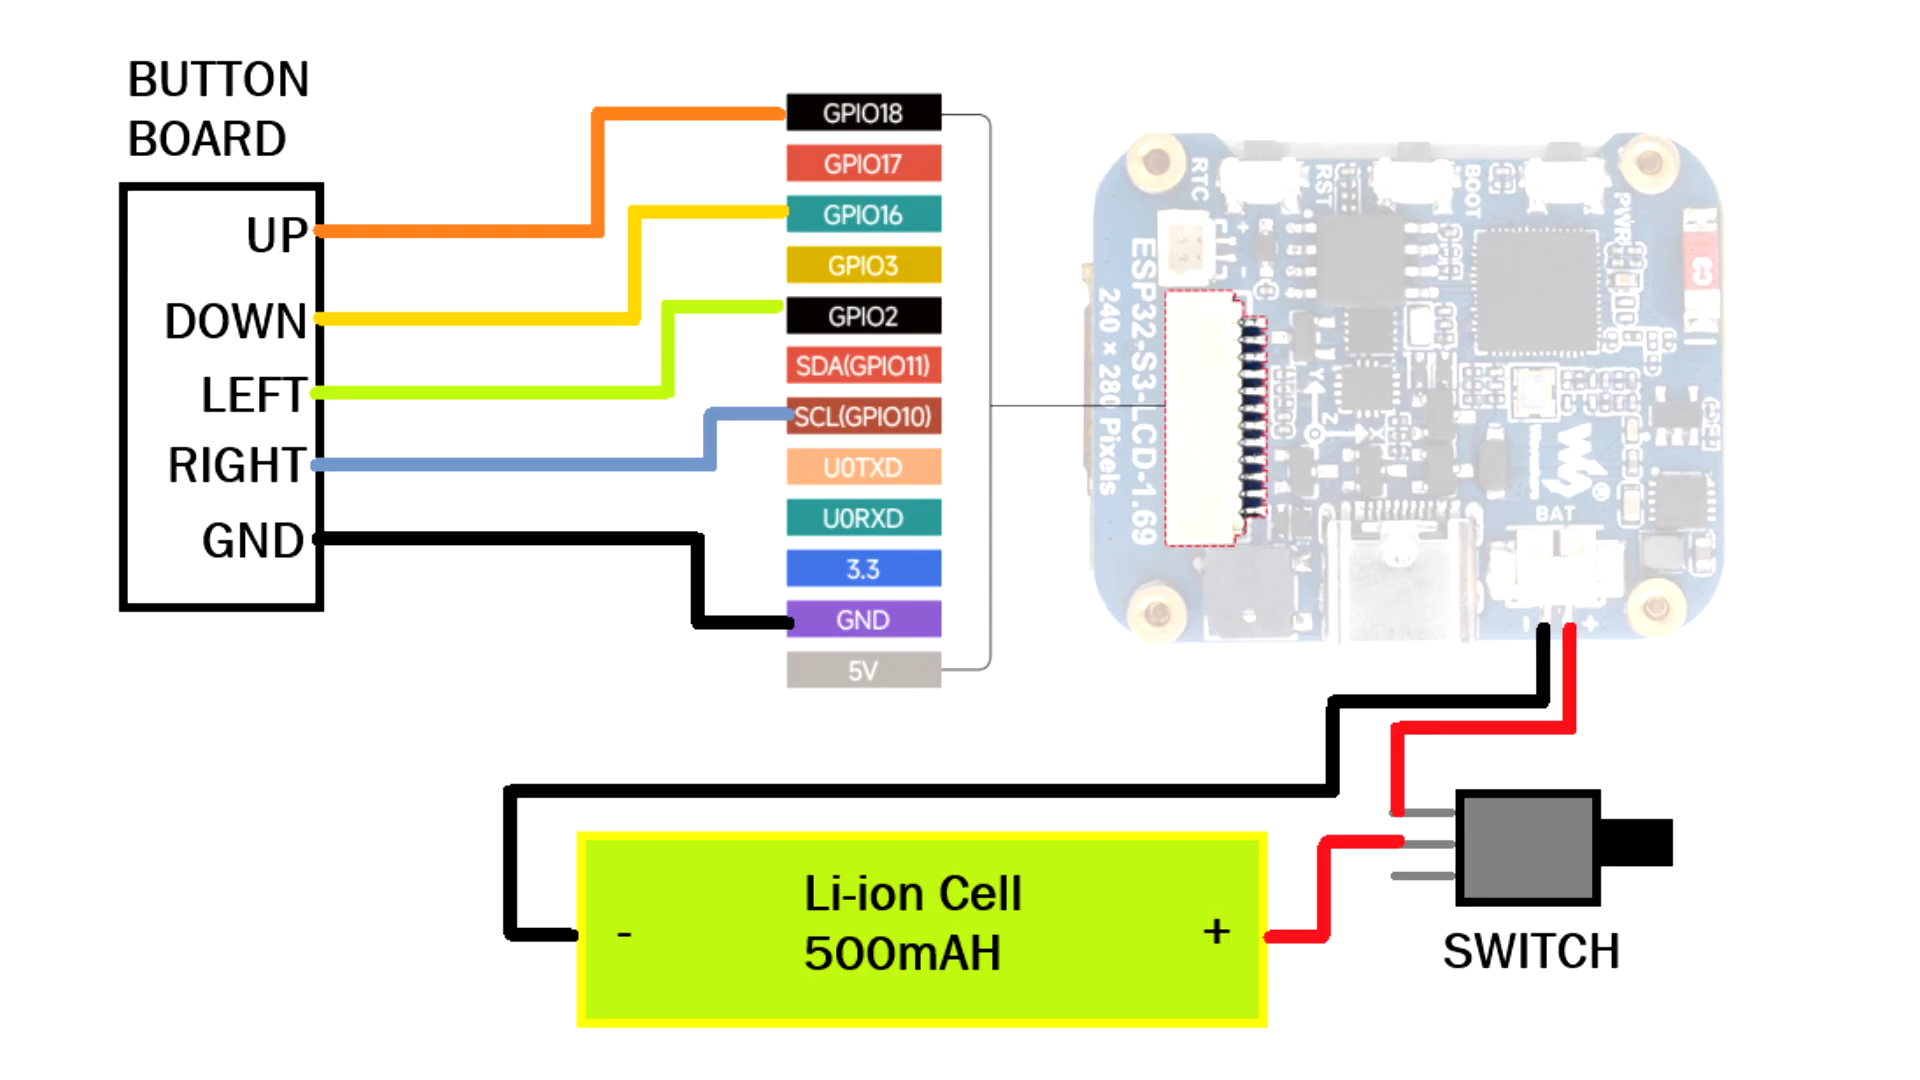 BUTTON
BOARD
UP
DOWN
LEFT
RIGHT
GND
GPIO18
GPIO17
GPIO16
GPIO3
GPIO2
SDA(GPIO11)
SCL(GPIO10)
U0TXD
U0RXD
3.3
GND
5V
RTC
RST
BOOT
PWR
+
-
ESP32-S3-LCD-1.69
240 × 280 Pixels
Y
Z
X
Waveshare
®
BAT
-
+
Li-ion Cell
500mAH
-
+
SWITCH